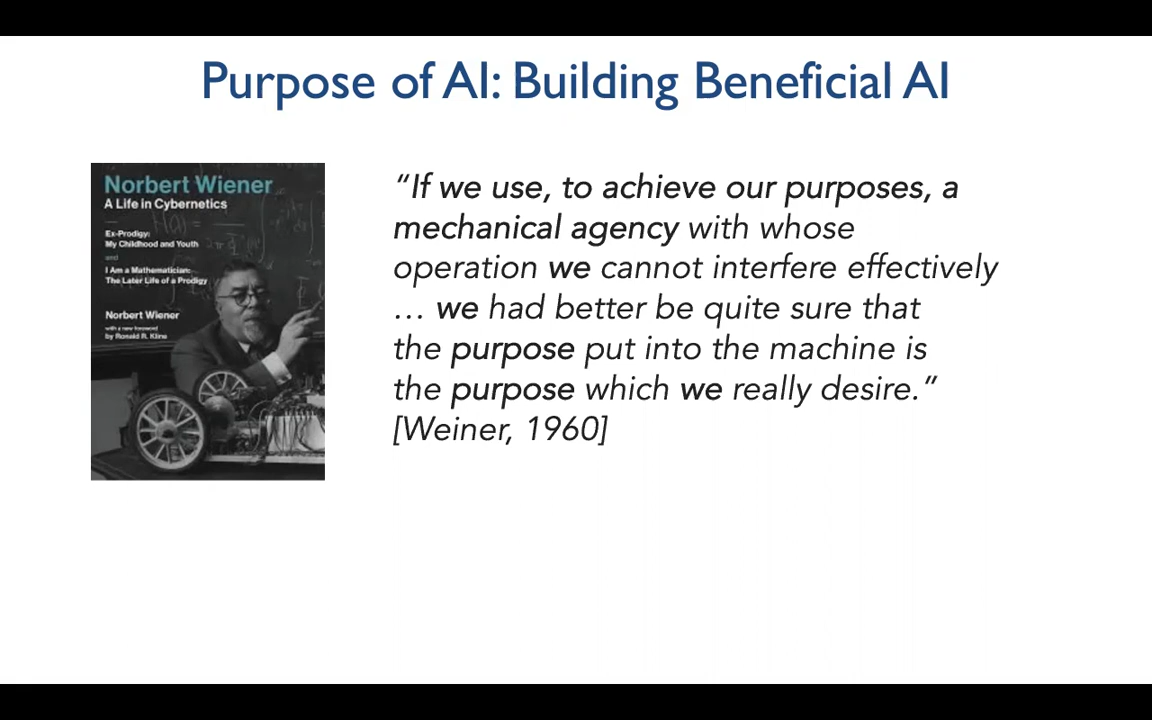 Purpose of AI: Building Beneficial AI
Norbert Wiener
A Life in Cybernetics
Ex-Prodigy:
My Childhood and Youth
and
I Am a Mathematician:
The Later Life of a Prodigy
Norbert Wiener
with a new foreword
by Ronald R. Kline
“If we use, to achieve our purposes, a
mechanical agency with whose
operation we cannot interfere effectively
… we had better be quite sure that
the purpose put into the machine is
the purpose which we really desire.”
[Weiner, 1960]